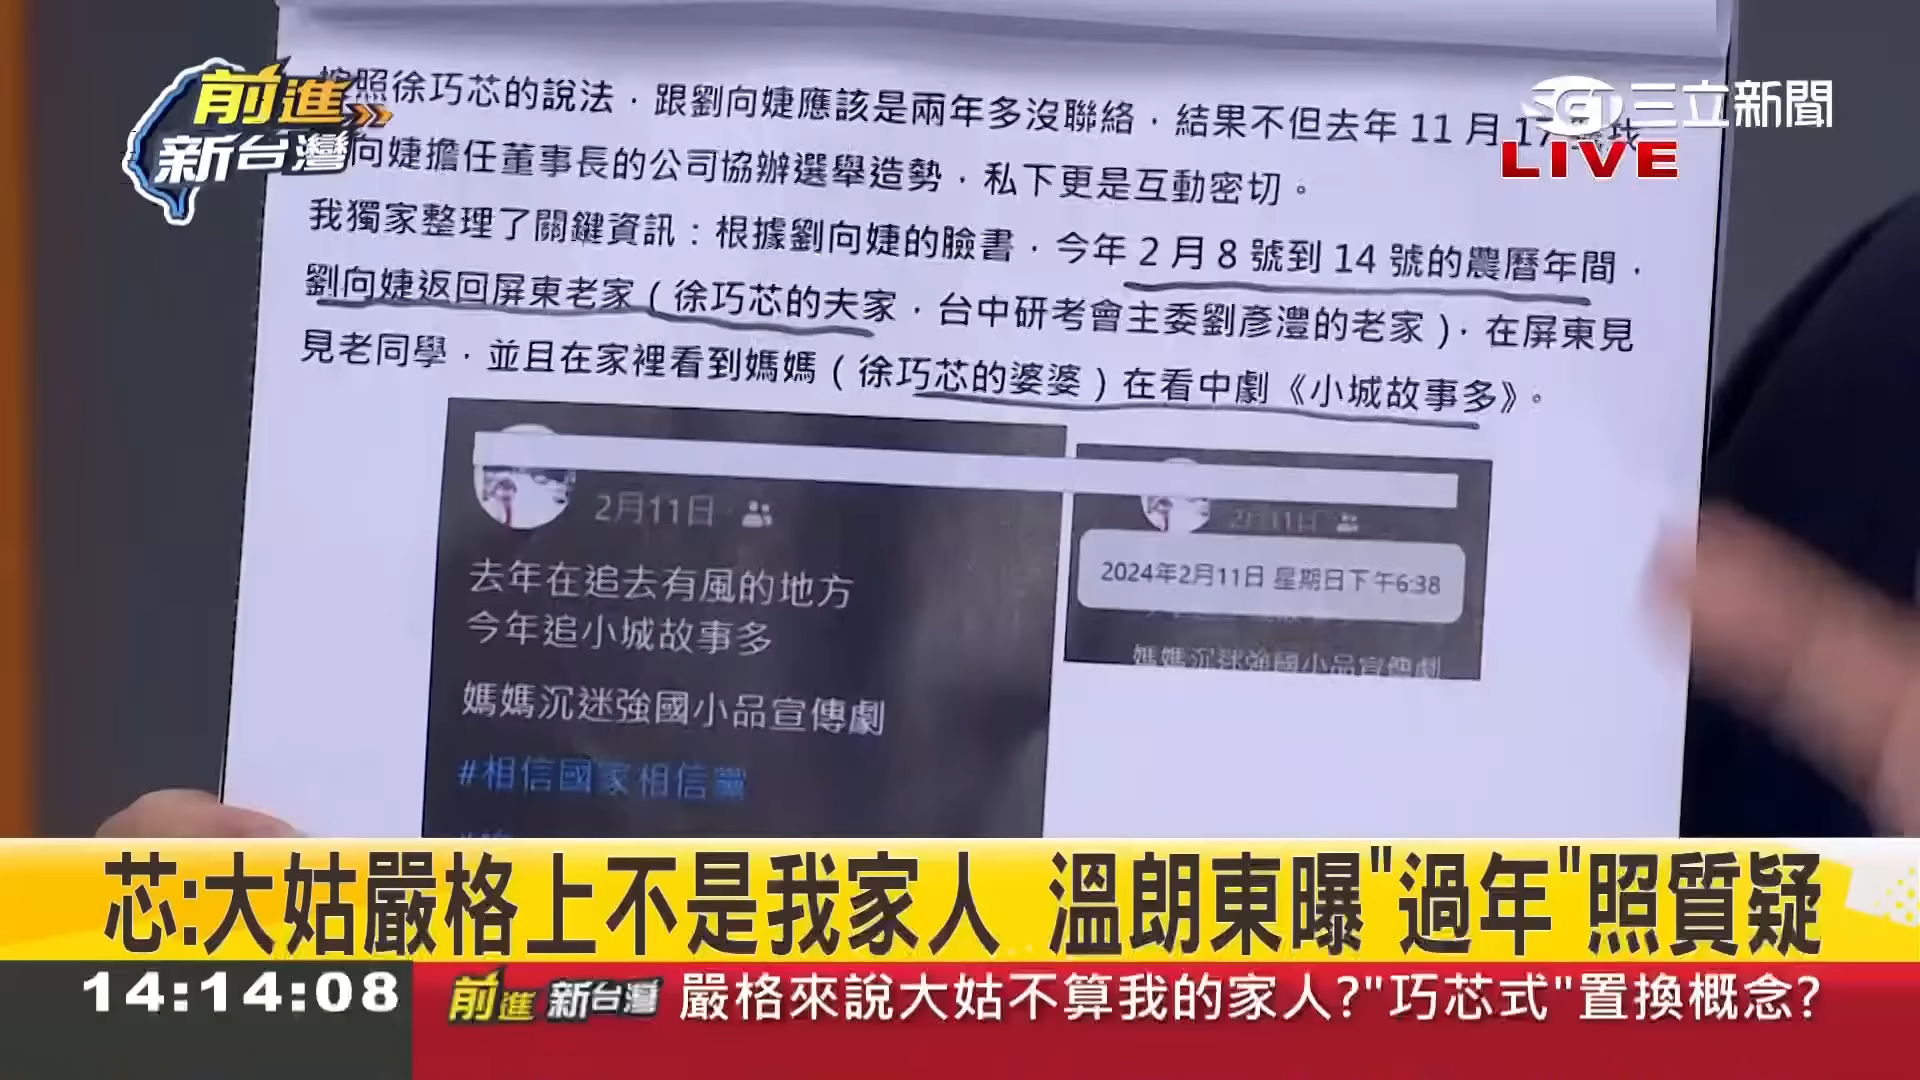 前進新台灣
三立新聞
LIVE
照徐巧芯的說法，跟劉向婕應該是兩年多沒聯絡，結果不但去年 11 月 17
向婕擔任董事長的公司協辦選舉造勢，私下更是互動密切。
我獨家整理了關鍵資訊：根據劉向婕的臉書，今年 2 月 8 號到 14 號的農曆年間，
劉向婕返回屏東老家（徐巧芯的夫家，台中研考會主委劉彥澧的老家），在屏東見
見老同學，並且在家裡看到媽媽（徐巧芯的婆婆）在看中劇《小城故事多》。
2月11日
去年在追去有風的地方
今年追小城故事多
媽媽沉迷強國小品宣傳劇
#相信國家相信黨
2月11日
2024年2月11日 星期日下午6:38
媽媽沉迷強國小品宣傳劇
芯:大姑嚴格上不是我家人 溫朗東曝"過年"照質疑
14:14:08
前進新台灣 嚴格來說大姑不算我的家人?"巧芯式"置換概念?